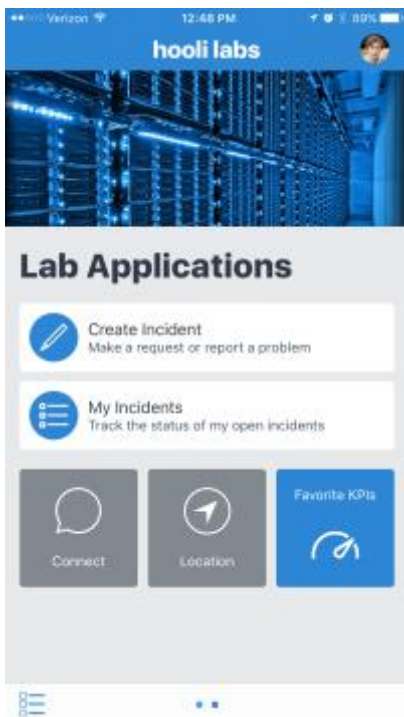 Verizon 12:48 PM 89%
hooli labs
Lab Applications
Create Incident
Make a request or report a problem
My Incidents
Track the status of my open incidents
Connect
Location
Favorite KPIs